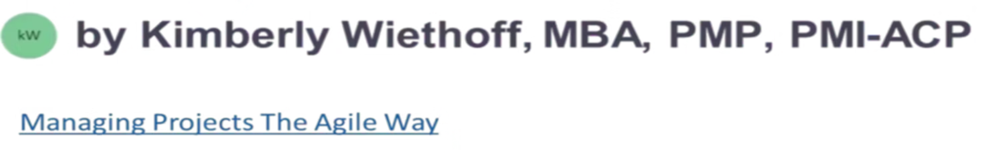 kW by Kimberly Wiethoff, MBA, PMP, PMI-ACP
Managing Projects The Agile Way